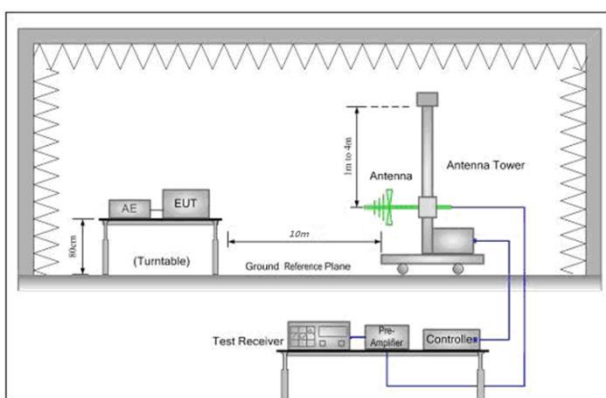 1m to 4m
Antenna
Antenna Tower
AE
EUT
80cm
(Turntable)
10m
Ground Reference Plane
Test Receiver
Pre-
Amplifier
Controller